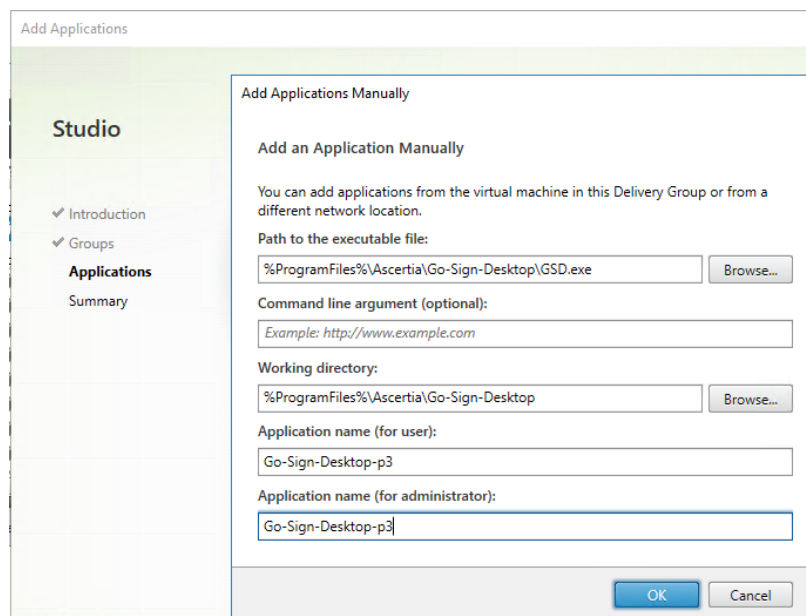 Add Applications
Studio
✔ Introduction
✔ Groups
Applications
Summary
Add Applications Manually
Add an Application Manually
You can add applications from the virtual machine in this Delivery Group or from a
different network location.
Path to the executable file:
%ProgramFiles%\Ascertia\Go-Sign-Desktop\GSD.exe
Browse...
Command line argument (optional):
Example: http://www.example.com
Working directory:
%ProgramFiles%\Ascertia\Go-Sign-Desktop
Browse...
Application name (for user):
Go-Sign-Desktop-p3
Application name (for administrator):
Go-Sign-Desktop-p3
OK
Cancel